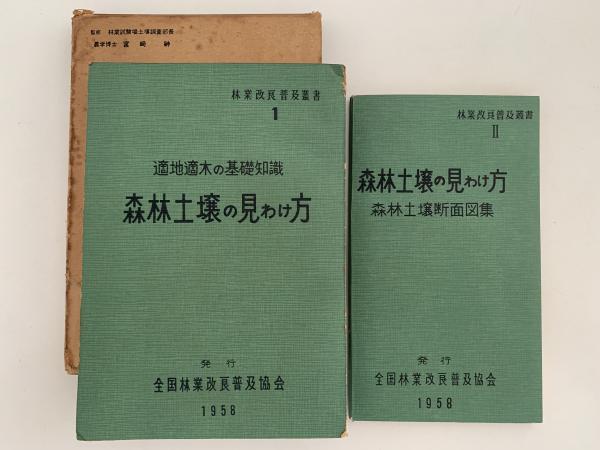 監修 林業試験場土壌調査部長
農学博士 宮崎 榊
林業改良普及叢書
1
適地適木の基礎知識
森林土壌の見わけ方
発行
全国林業改良普及協会
1958
林業改良普及叢書
II
森林土壌の見わけ方
森林土壌断面図集
発行
全国林業改良普及協会
1958